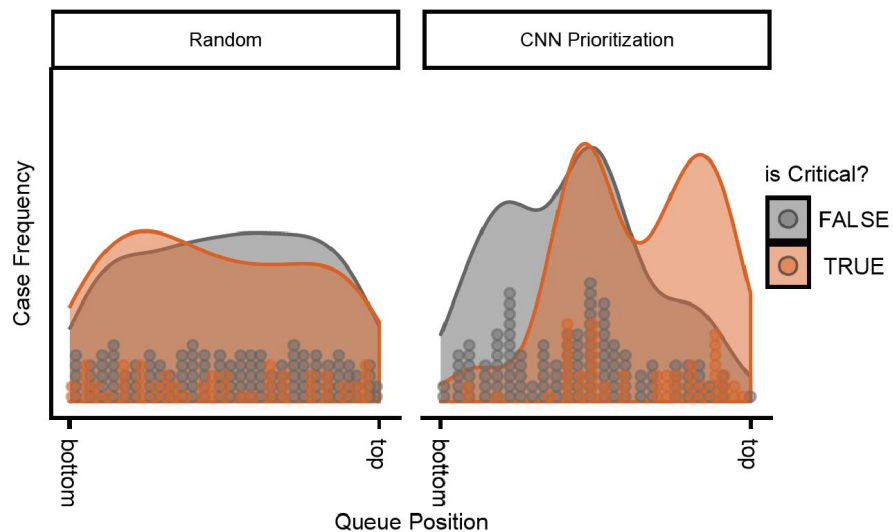 Random
CNN Prioritization
Case Frequency
is Critical?
FALSE
TRUE
bottom
top
bottom
top
Queue Position